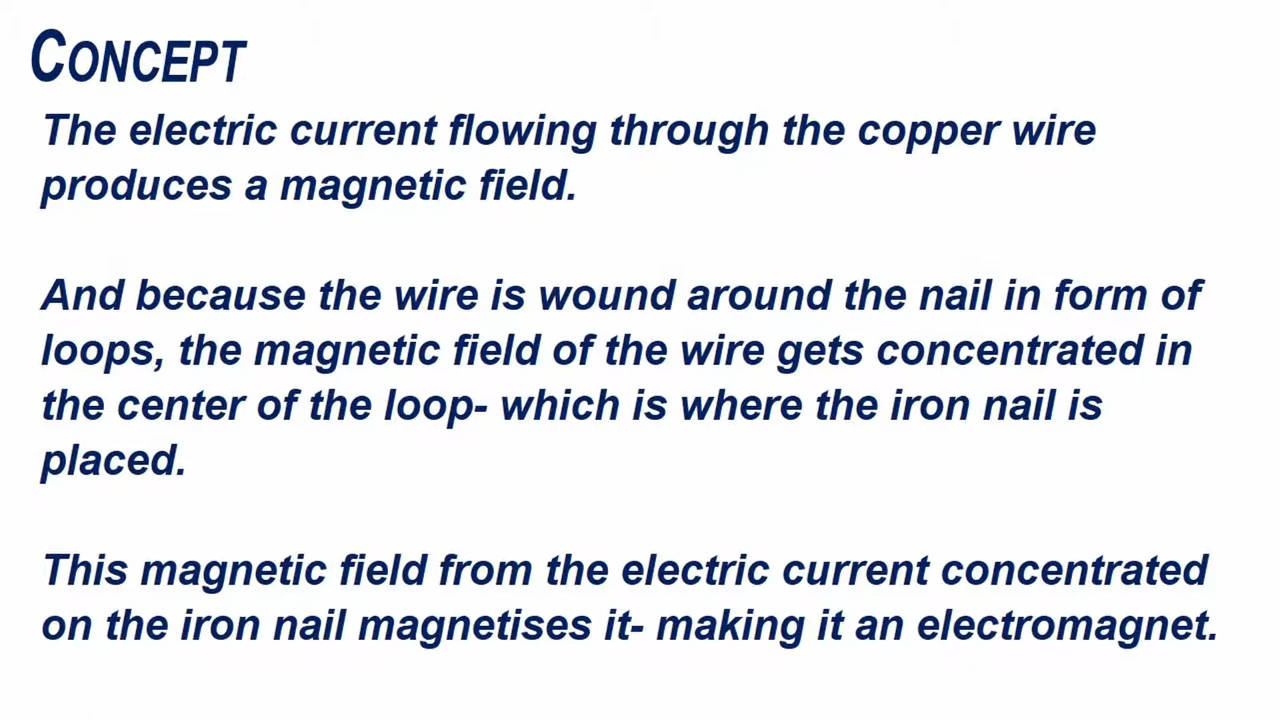 CONCEPT
The electric current flowing through the copper wire
produces a magnetic field.
And because the wire is wound around the nail in form of
loops, the magnetic field of the wire gets concentrated in
the center of the loop- which is where the iron nail is
placed.
This magnetic field from the electric current concentrated
on the iron nail magnetises it- making it an electromagnet.